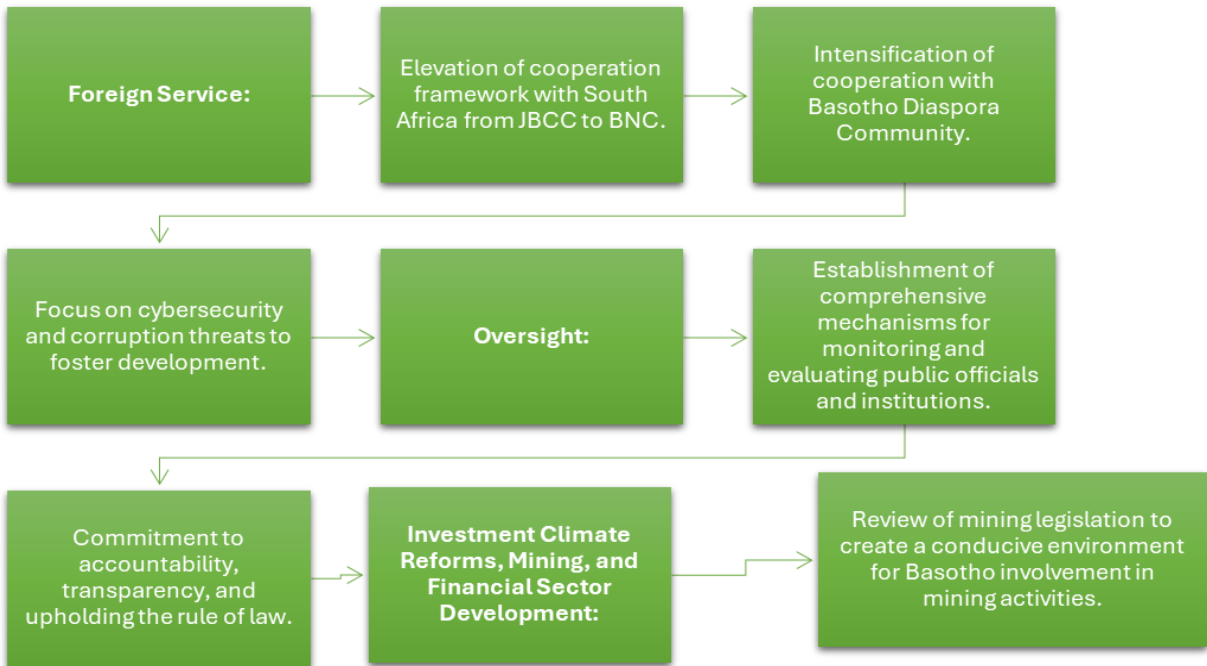 Foreign Service:
Elevation of cooperation
framework with South
Africa from JBCC to BNC.
Intensification of
cooperation with
Basotho Diaspora
Community.
Focus on cybersecurity
and corruption threats to
foster development.
Oversight:
Establishment of
comprehensive
mechanisms for
monitoring and
evaluating public officials
and institutions.
Commitment to
accountability,
transparency, and
upholding the rule of law.
Investment Climate
Reforms, Mining, and
Financial Sector
Development:
Review of mining legislation to
create a conducive environment
for Basotho involvement in
mining activities.